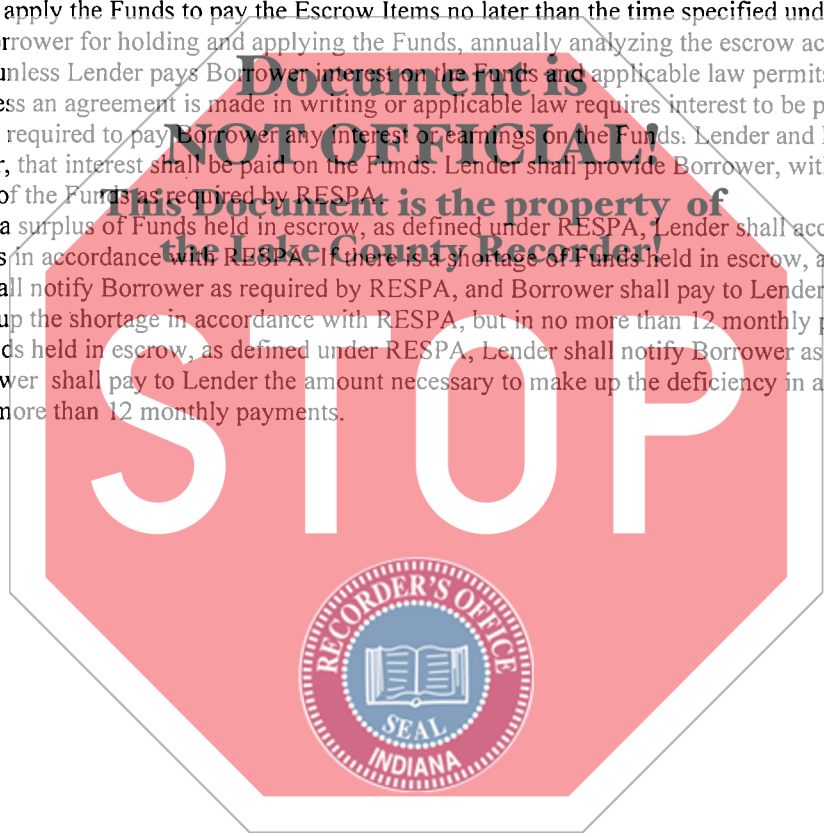 apply the Funds to pay the Escrow Items no later than the time specified und
rrower for holding and applying the Funds, annually analyzing the escrow ac
unless Lender pays Borrower interest on the Funds and applicable law permits
Document is
ess an agreement is made in writing or applicable law requires interest to be p
required to pay Borrower any interest or earnings on the Funds. Lender and
NOT OFFICIAL!
r, that interest shall be paid on the Funds. Lender shall provide Borrower, wit
of the Funds as required by RESPA.
This Document is the property of
a surplus of Funds held in escrow, as defined under RESPA, Lender shall acc
the Lake County Recorder!
s in accordance with RESPA. If there is a shortage of Funds held in escrow, a
all notify Borrower as required by RESPA, and Borrower shall pay to Lender
up the shortage in accordance with RESPA, but in no more than 12 monthly p
ds held in escrow, as defined under RESPA, Lender shall notify Borrower as
wer shall pay to Lender the amount necessary to make up the deficiency in a
more than 12 monthly payments.
STOP
RECORDER'S OFFICE
SEAL
INDIANA